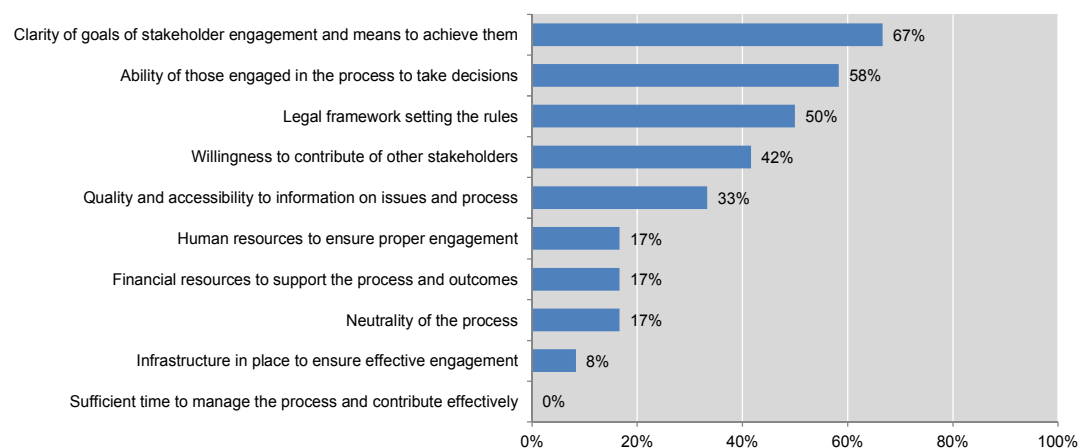 Clarity of goals of stakeholder engagement and means to achieve them 67%
Ability of those engaged in the process to take decisions 58%
Legal framework setting the rules 50%
Willingness to contribute of other stakeholders 42%
Quality and accessibility to information on issues and process 33%
Human resources to ensure proper engagement 17%
Financial resources to support the process and outcomes 17%
Neutrality of the process 17%
Infrastructure in place to ensure effective engagement 8%
Sufficient time to manage the process and contribute effectively 0%
0% 20% 40% 60% 80% 100%